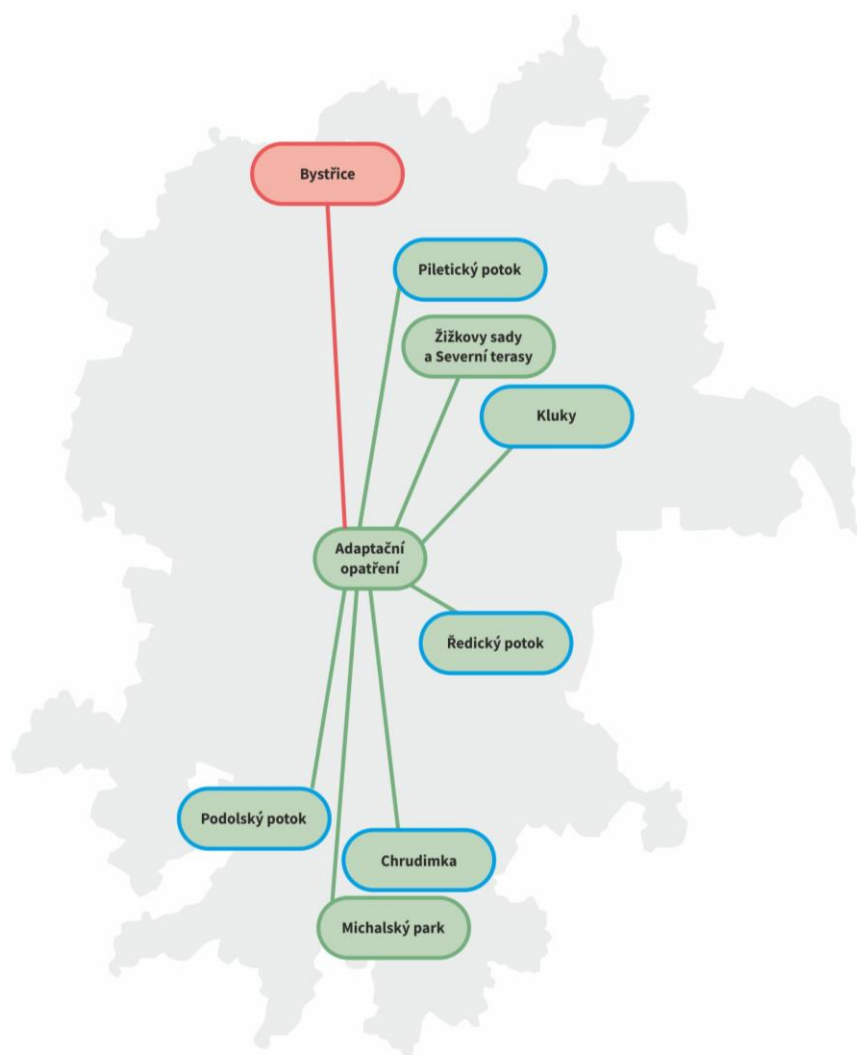 Bystřice
Piletický potok
Žižkovy sady
a Severní terasy
Kluky
Adaptační
opatření
Ředický potok
Podolský potok
Chrudimka
Michalský park